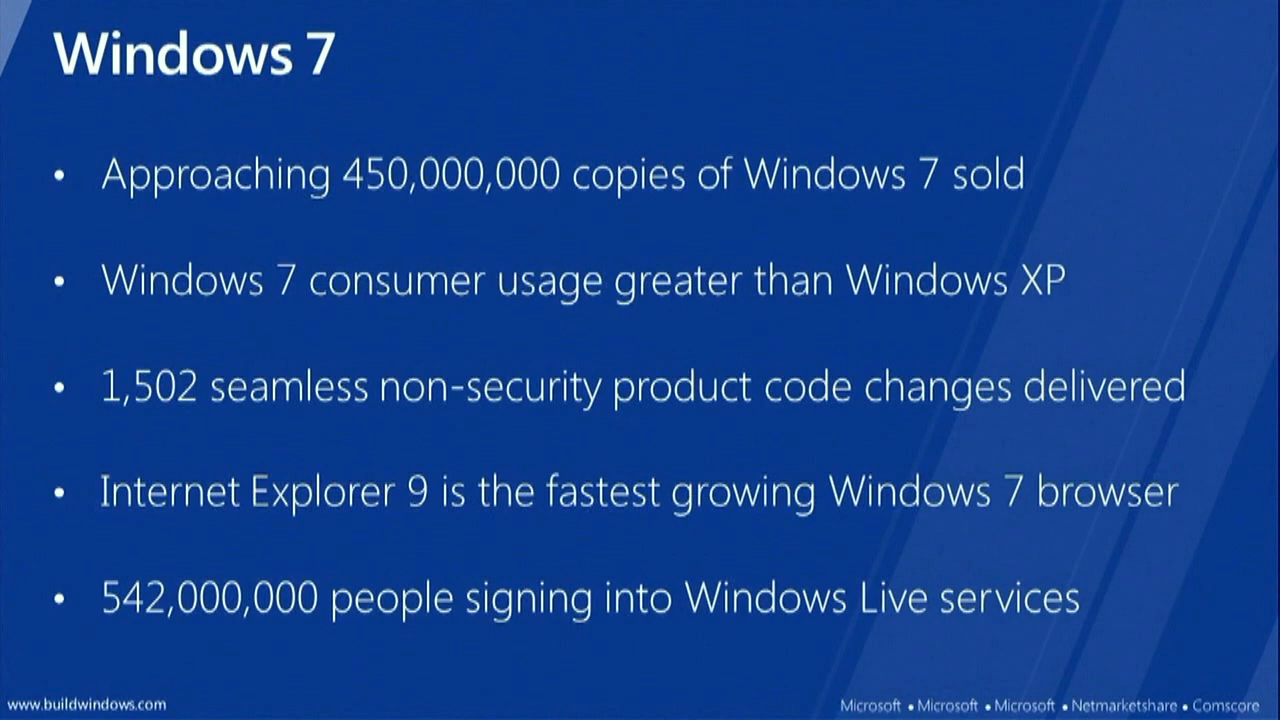 Windows 7
• Approaching 450,000,000 copies of Windows 7 sold
• Windows 7 consumer usage greater than Windows XP
• 1,502 seamless non-security product code changes delivered
• Internet Explorer 9 is the fastest growing Windows 7 browser
• 542,000,000 people signing into Windows Live services
www.buildwindows.com
Microsoft • Microsoft • Microsoft • Netmarketshare • Comscore